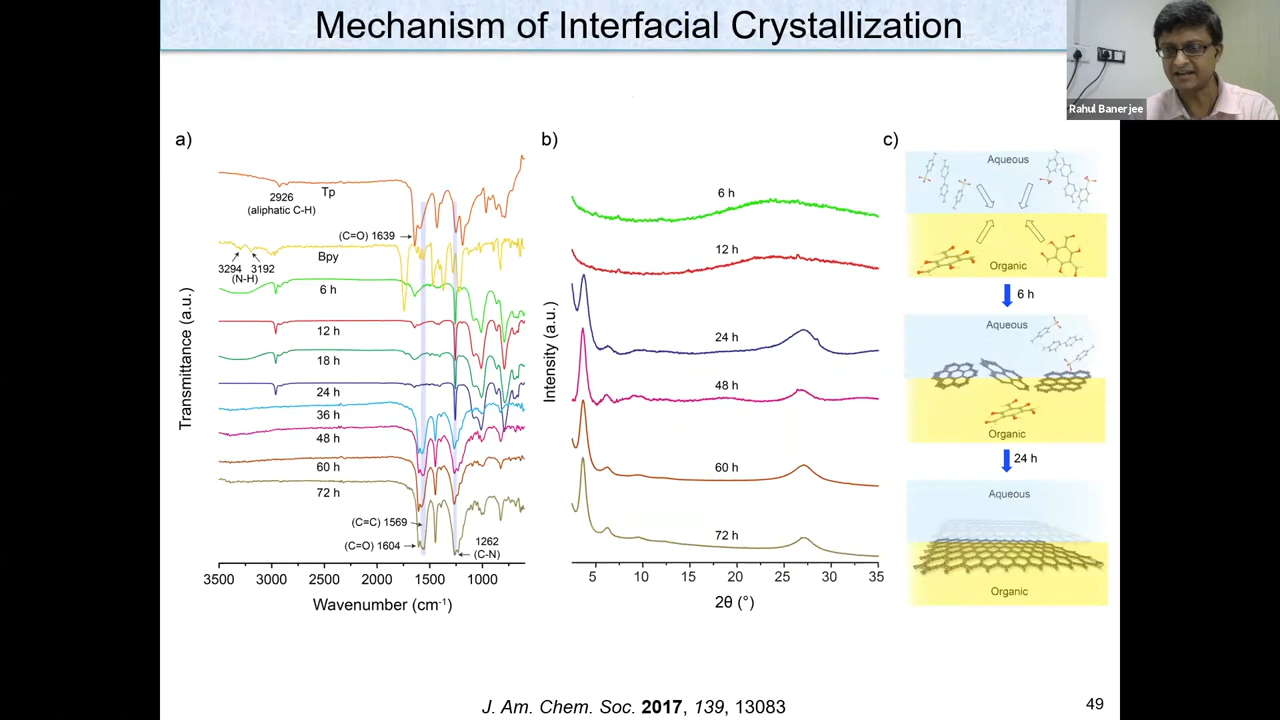 Mechanism of Interfacial Crystallization
Rahul Banerjee
a)
2926
(aliphatic C-H)
Tp
(C=O) 1639
3294 3192
(N-H)
Bpy
6 h
12 h
18 h
24 h
36 h
48 h
60 h
72 h
(C=C) 1569
(C=O) 1604
1262
(C-N)
Transmittance (a.u.)
3500 3000 2500 2000 1500 1000
Wavenumber (cm-1)
b)
6 h
12 h
24 h
48 h
60 h
72 h
Intensity (a.u.)
5 10 15 20 25 30 35
2θ (°)
c)
Aqueous
Organic
6 h
Aqueous
Organic
24 h
Aqueous
Organic
J. Am. Chem. Soc. 2017, 139, 13083
49